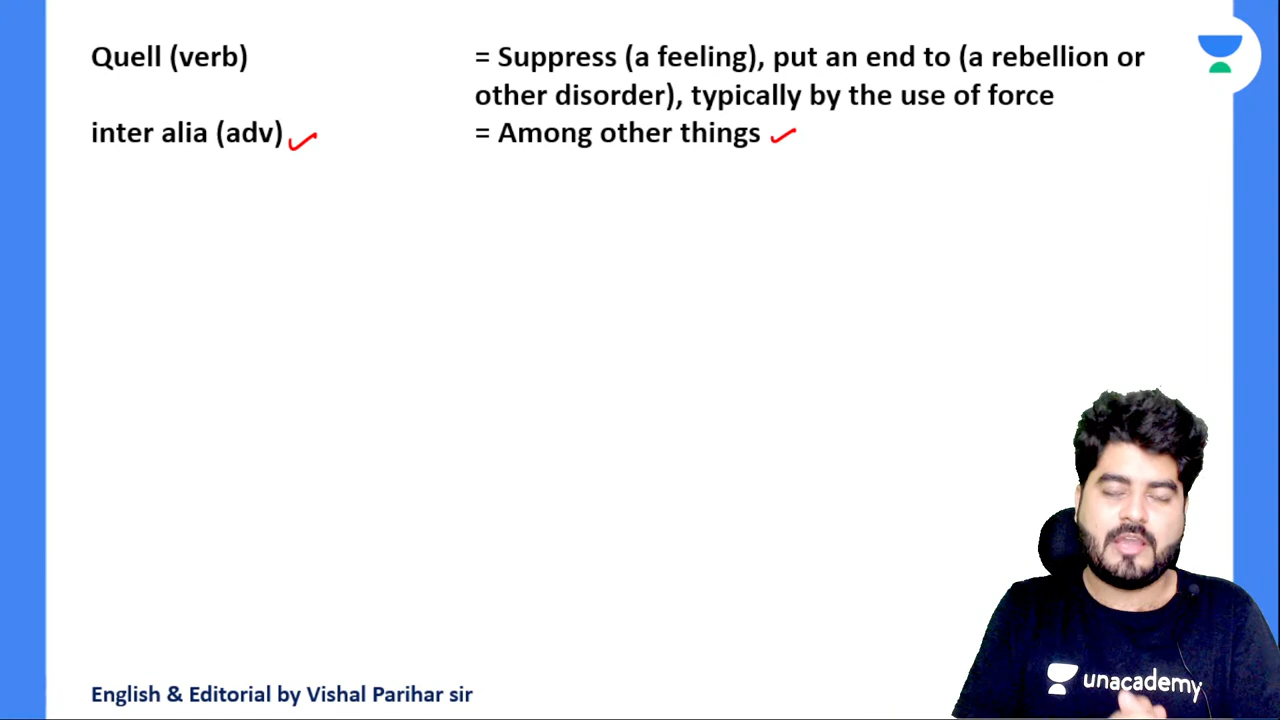 Quell (verb) = Suppress (a feeling), put an end to (a rebellion or
other disorder), typically by the use of force
inter alia (adv) = Among other things
unacademy
English & Editorial by Vishal Parihar sir